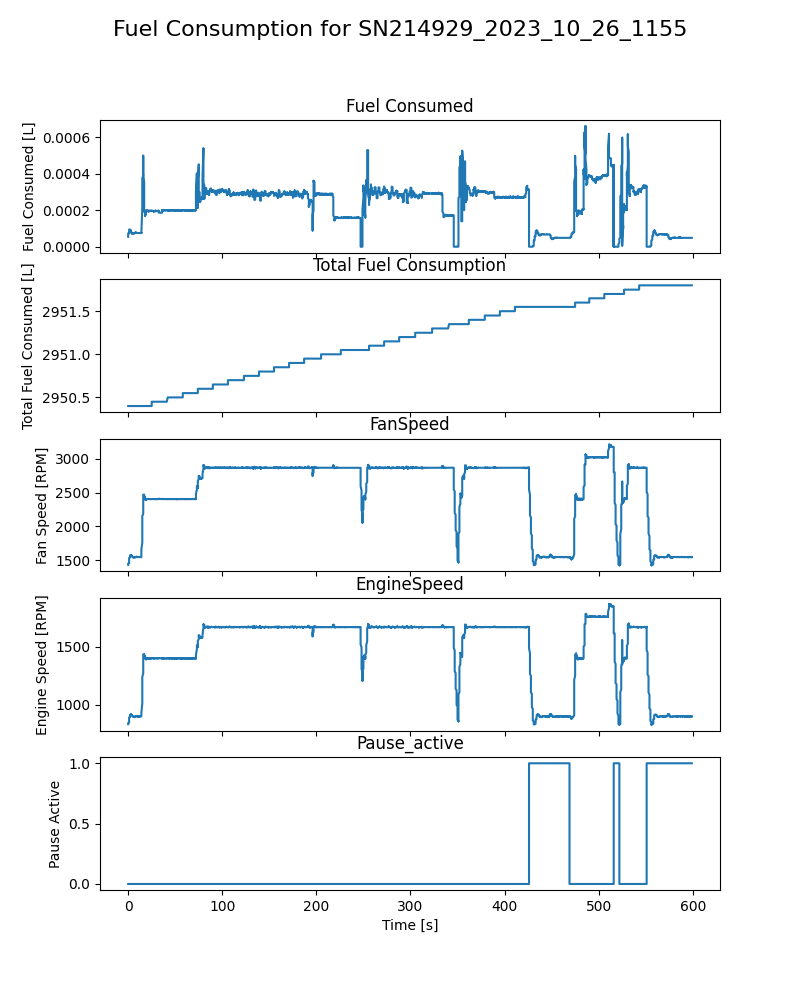 Fuel Consumption for SN214929_2023_10_26_1155
Fuel Consumed
Fuel Consumed [L]
0.0006
0.0004
0.0002
0.0000
Total Fuel Consumption
Total Fuel Consumed [L]
2951.5
2951.0
2950.5
FanSpeed
Fan Speed [RPM]
3000
2500
2000
1500
EngineSpeed
Engine Speed [RPM]
1500
1000
Pause_active
Pause Active
1.0
0.5
0.0
0 100 200 300 400 500 600
Time [s]